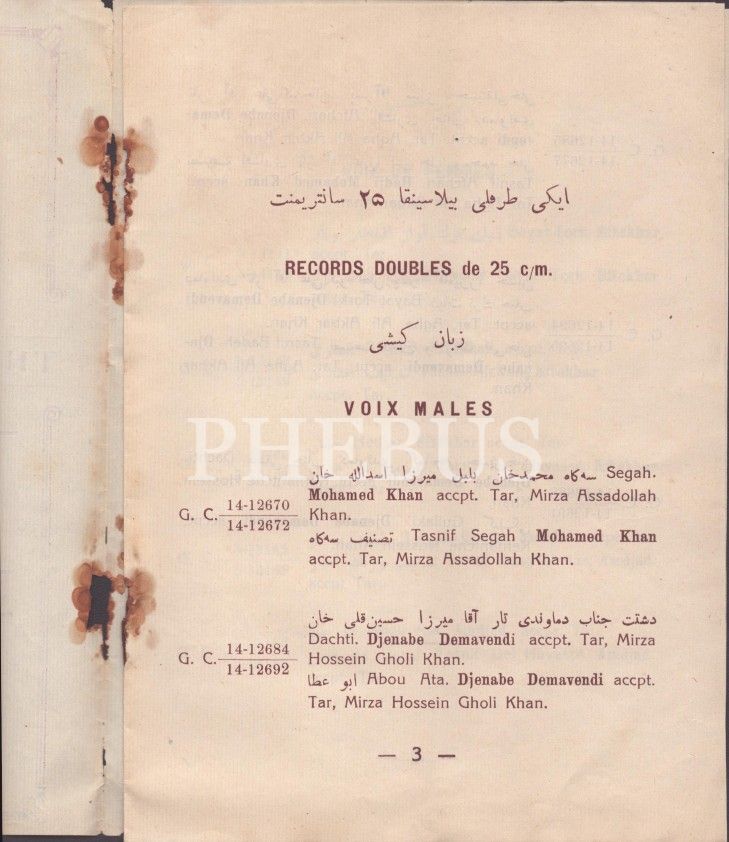 ایکی طرفلی بیلاسینقا ۲۵ سانتریمنت
RECORDS DOUBLES de 25 c/m.
زبان کیشی
VOIX MALES
PHEBUS
سه‌کاه محمدخان بلبل میرزا اسدالله خان Segah.
Mohamed Khan accpt. Tar, Mirza Assadollah
G. C. 14-12670
14-12672
Khan.
تصنیف سه‌کاه Tasnif Segah Mohamed Khan
accpt. Tar, Mirza Assadollah Khan.
دشتت جناب دماوندی تار آقا میرزا حسین‌قلی خان
Dachti. Djenabe Demavendi accpt. Tar, Mirza
G. C. 14-12684
14-12692
Hossein Gholi Khan.
ابو عطا Abou Ata. Djenabe Demavendi accpt.
Tar, Mirza Hossein Gholi Khan.
— 3 —